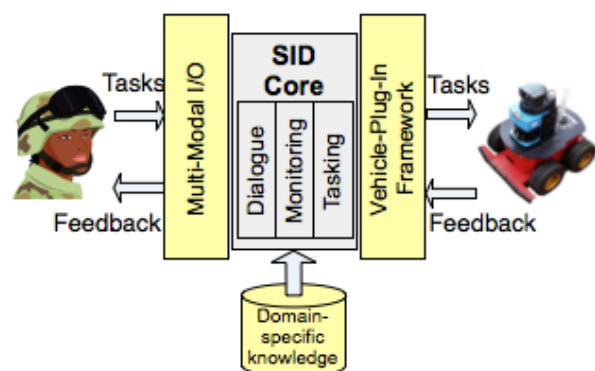 Tasks
Feedback
Multi-Modal I/O
SID
Core
Dialogue
Monitoring
Tasking
Vehicle-Plug-In
Framework
Tasks
Feedback
Domain-
specific
knowledge